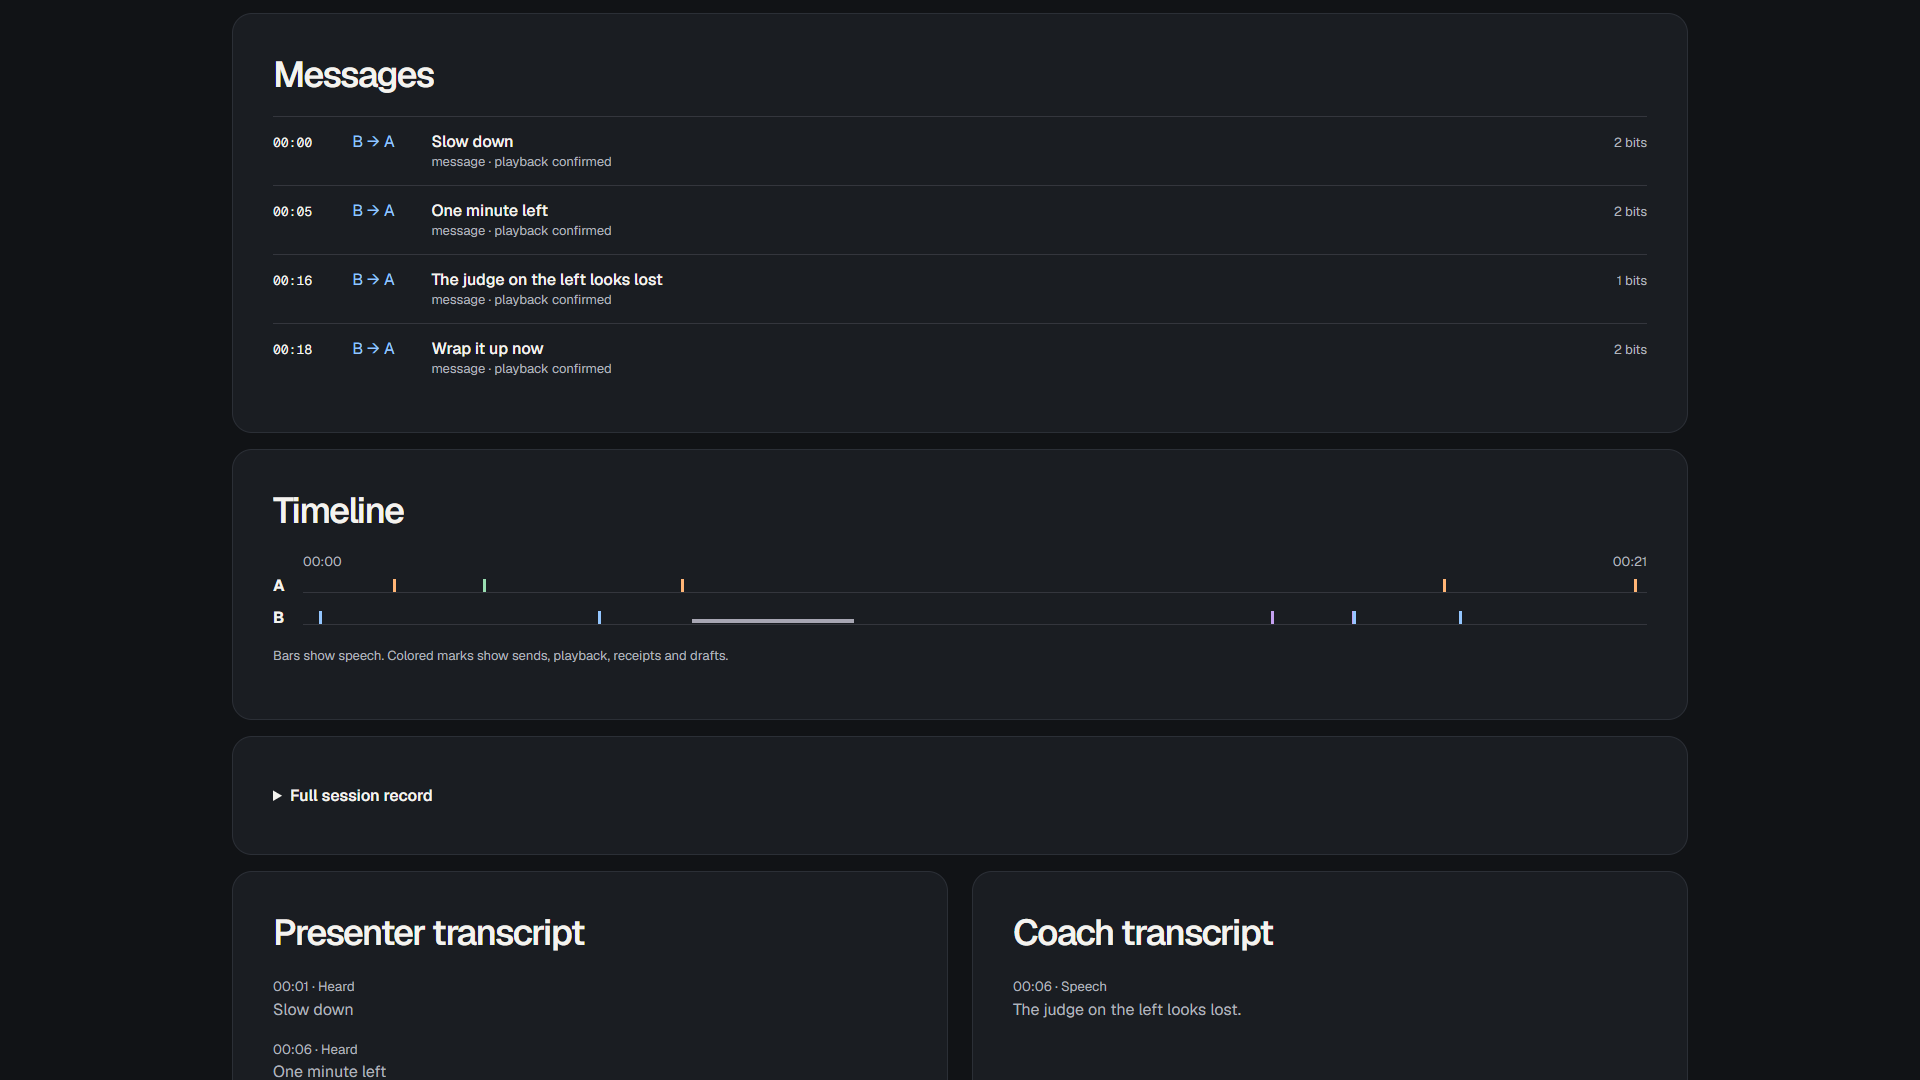 Messages
00:00 B → A Slow down 2 bits
message · playback confirmed
00:05 B → A One minute left 2 bits
message · playback confirmed
00:16 B → A The judge on the left looks lost 1 bits
message · playback confirmed
00:18 B → A Wrap it up now 2 bits
message · playback confirmed
Timeline
00:00 00:21
A
B
Bars show speech. Colored marks show sends, playback, receipts and drafts.
Full session record
Presenter transcript
00:01 · Heard
Slow down
00:06 · Heard
One minute left
Coach transcript
00:06 · Speech
The judge on the left looks lost.